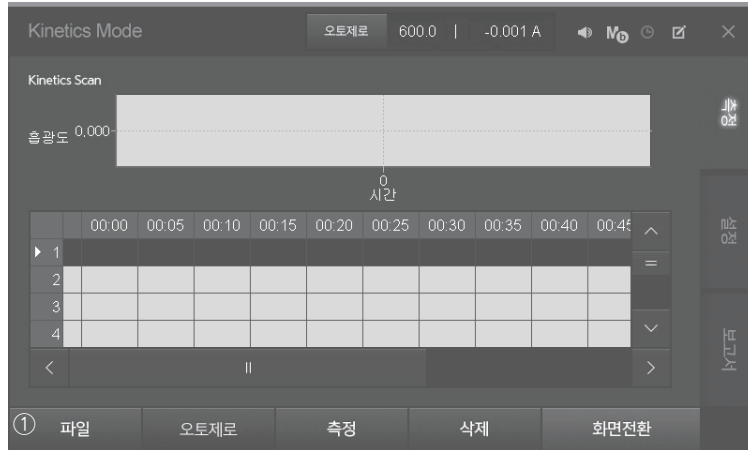 Kinetics Mode 오토제로 600.0 | -0.001 A M
Kinetics Scan
흡광도 0,000
0
시간
00:00 00:05 00:10 00:15 00:20 00:25 00:30 00:35 00:40 00:45
1
2
3
4
① 파일 오토제로 측정 삭제 화면전환
측정
설정
보고서